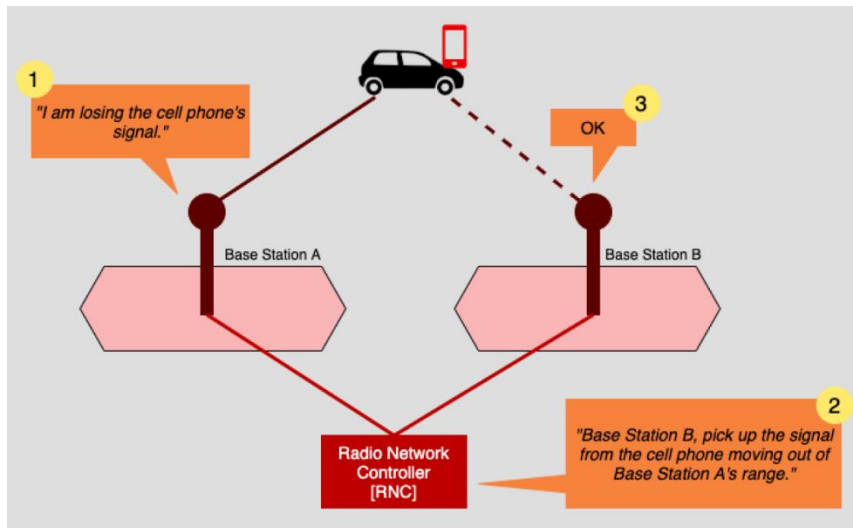 1
"I am losing the cell phone's
signal."
3
OK
Base Station A
Base Station B
2
"Base Station B, pick up the signal
from the cell phone moving out of
Base Station A's range."
Radio Network
Controller
[RNC]